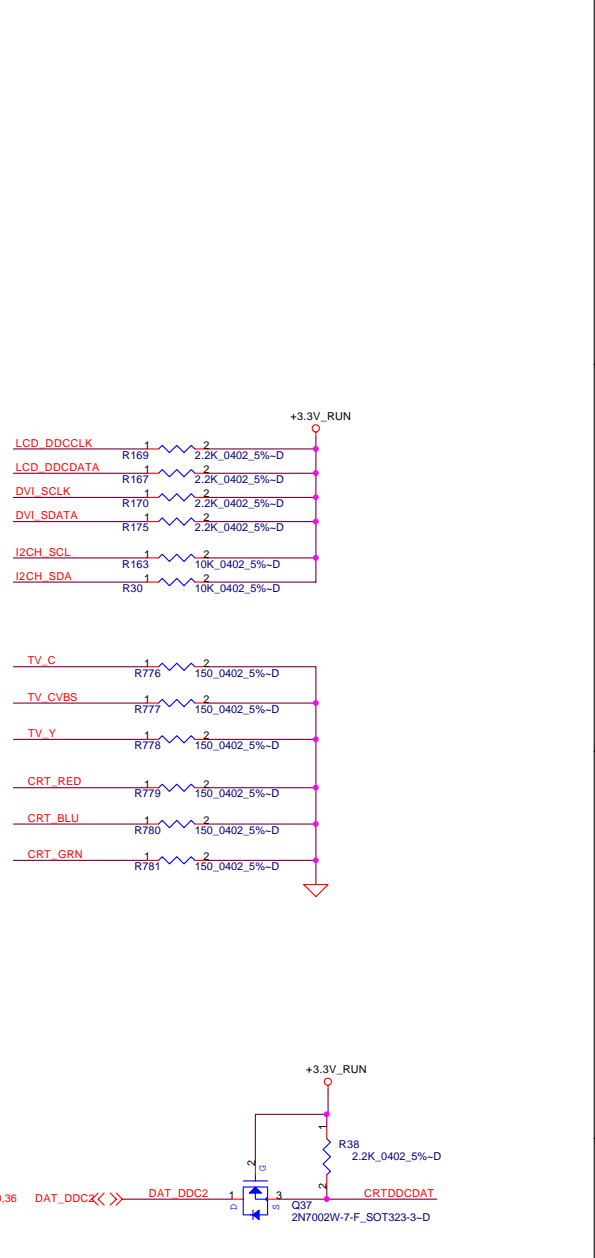 +3.3V_RUN
LCD_DDCCLK 1 2
R169 2.2K_0402_5%~D
LCD_DDCDATA 1 2
R167 2.2K_0402_5%~D
DVI_SCLK 1 2
R170 2.2K_0402_5%~D
DVI_SDATA 1 2
R175 2.2K_0402_5%~D
I2CH_SCL 1 2
R163 10K_0402_5%~D
I2CH_SDA 1 2
R30 10K_0402_5%~D
TV_C 1 2
R776 150_0402_5%~D
TV_CVBS 1 2
R777 150_0402_5%~D
TV_Y 1 2
R778 150_0402_5%~D
CRT_RED 1 2
R779 150_0402_5%~D
CRT_BLU 1 2
R780 150_0402_5%~D
CRT_GRN 1 2
R781 150_0402_5%~D
+3.3V_RUN
1
R38
2.2K_0402_5%~D
2 G
2
,36 DAT_DDC2 DAT_DDC2 1 3 CRTDDCDAT
D S Q37
2N7002W-7-F_SOT323-3~D